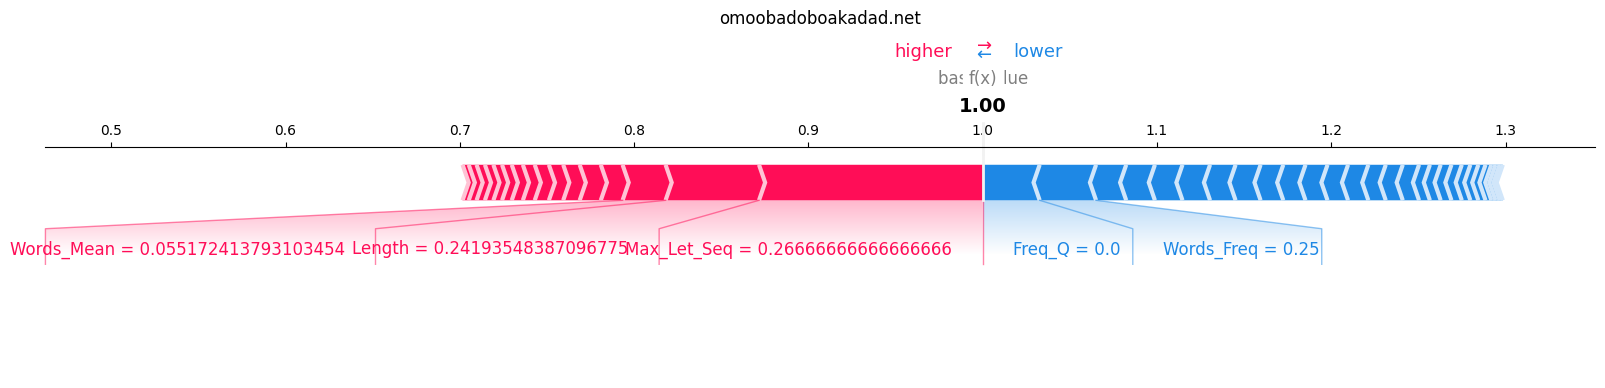 omoobadoboakadad.net
higher ⇄ lower
f(x) lue
1.00
0.5 0.6 0.7 0.8 0.9 1.0 1.1 1.2 1.3
Words_Mean = 0.055172413793103454 Length = 0.24193548387096775 Max_Let_Seq = 0.26666666666666666 Freq_Q = 0.0 Words_Freq = 0.25